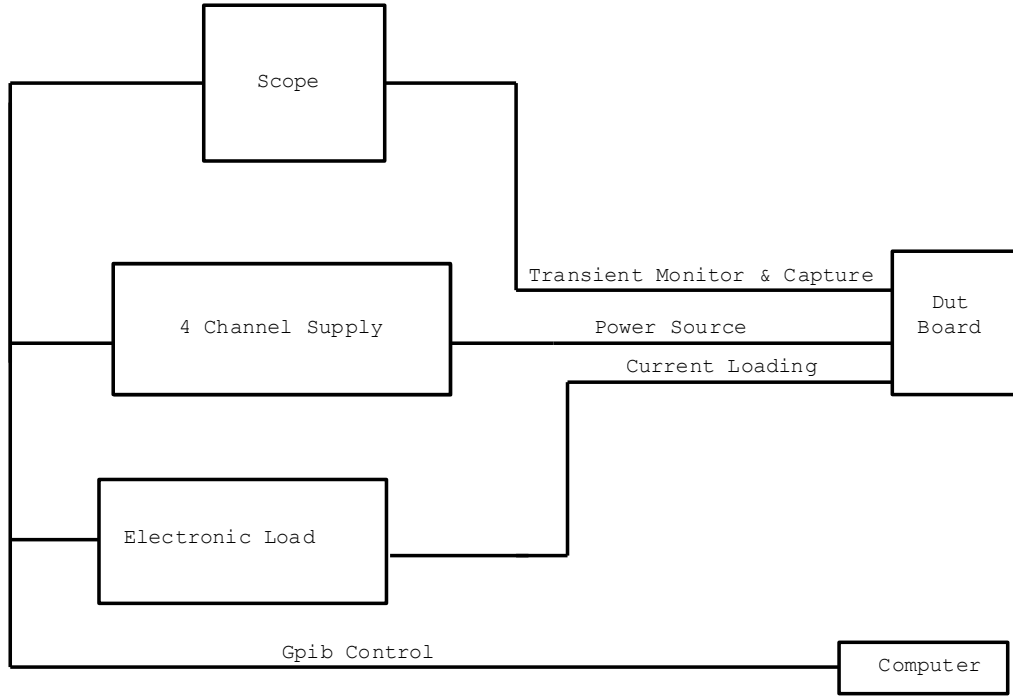 Scope
Transient Monitor & Capture
Dut
Board
4 Channel Supply
Power Source
Current Loading
Electronic Load
Gpib Control
Computer